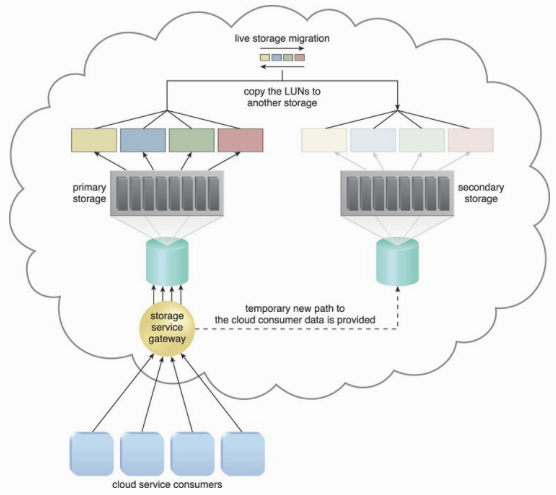 live storage migration
copy the LUNs to
another storage
primary
storage
secondary
storage
storage
service
gateway
temporary new path to
the cloud consumer data is provided
cloud service consumers